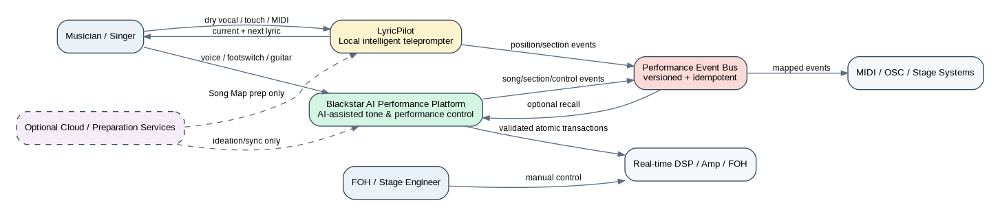 dry vocal / touch / MIDI
Musician / Singer
current + next lyric
LyricPilot
Local intelligent teleprompter
voice / footswitch / guitar
position/section events
Performance Event Bus
versioned + idempotent
mapped events
MIDI / OSC / Stage Systems
song/section/control events
Song Map prep only
Blackstar AI Performance Platform
AI-assisted tone & performance control
optional recall
Optional Cloud / Preparation Services
ideation/sync only
validated atomic transactions
Real-time DSP / Amp / FOH
FOH / Stage Engineer
manual control